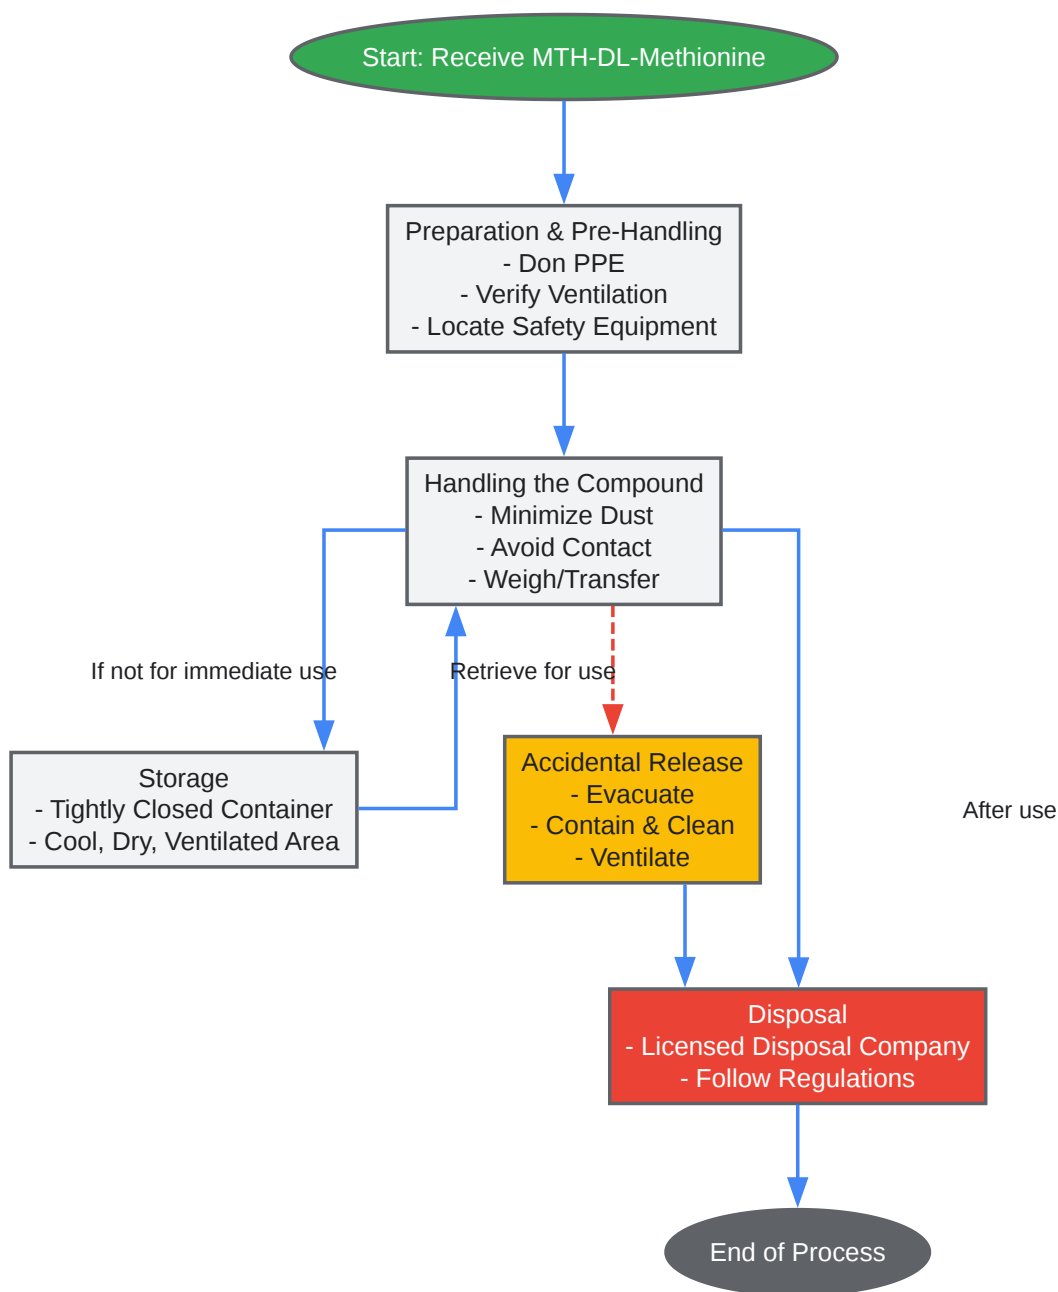 Start: Receive MTH-DL-Methionine
Preparation & Pre-Handling
- Don PPE
- Verify Ventilation
- Locate Safety Equipment
Handling the Compound
- Minimize Dust
- Avoid Contact
- Weigh/Transfer
If not for immediate use
Retrieve for use
Storage
- Tightly Closed Container
- Cool, Dry, Ventilated Area
Accidental Release
- Evacuate
- Contain & Clean
- Ventilate
After use
Disposal
- Licensed Disposal Company
- Follow Regulations
End of Process